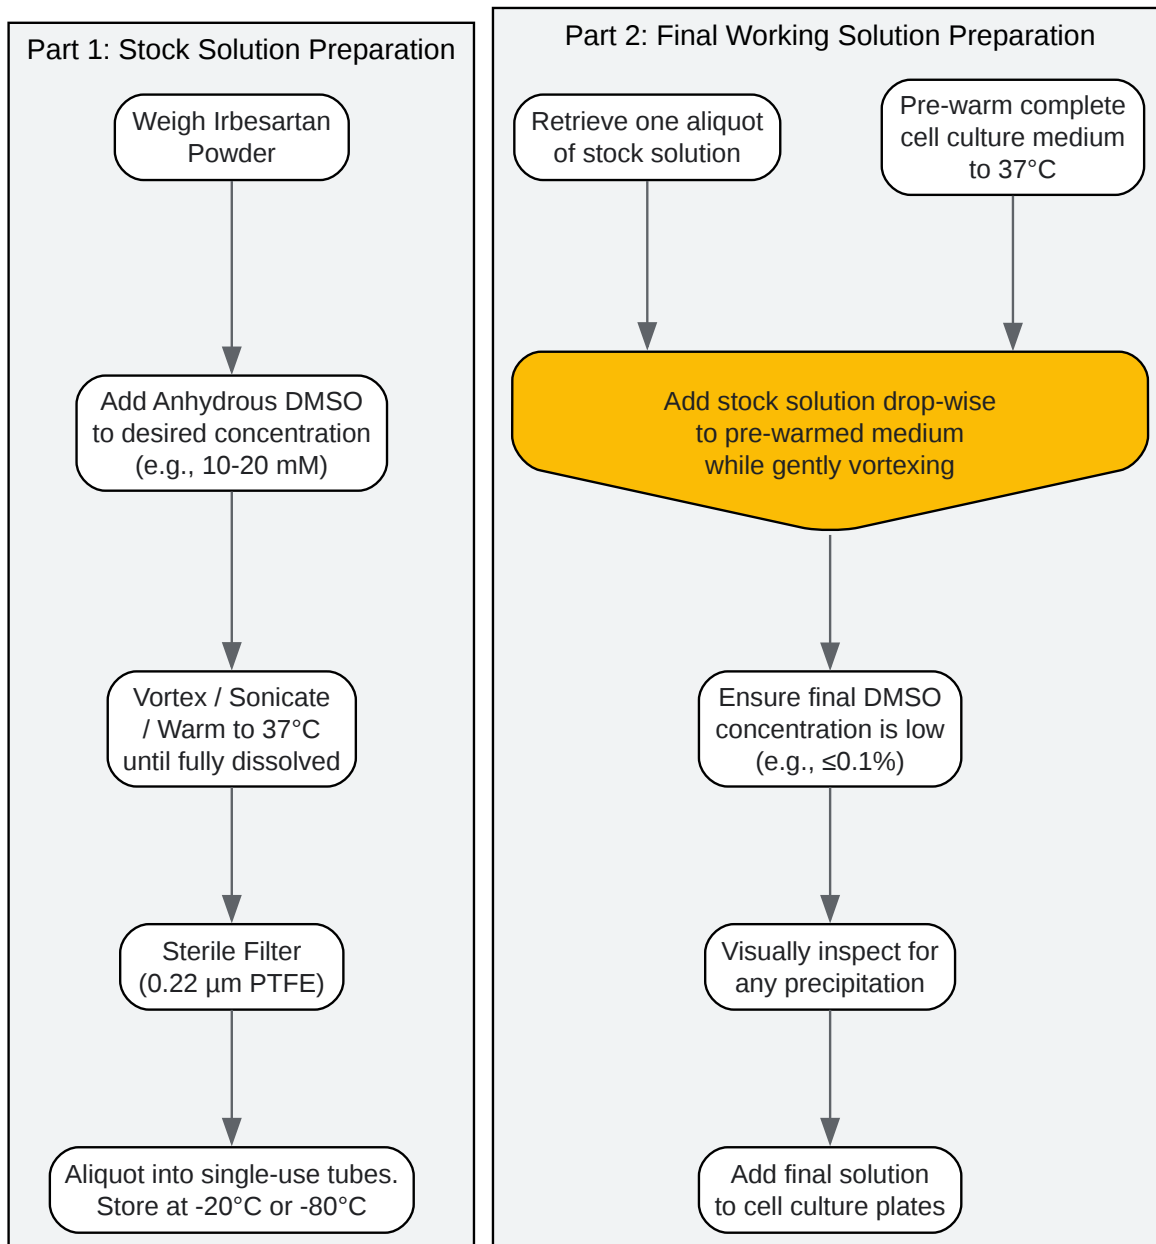 Part 1: Stock Solution Preparation
Weigh Irbesartan
Powder
Add Anhydrous DMSO
to desired concentration
(e.g., 10-20 mM)
Vortex / Sonicate
/ Warm to 37°C
until fully dissolved
Sterile Filter
(0.22 µm PTFE)
Aliquot into single-use tubes.
Store at -20°C or -80°C
Part 2: Final Working Solution Preparation
Retrieve one aliquot
of stock solution
Pre-warm complete
cell culture medium
to 37°C
Add stock solution drop-wise
to pre-warmed medium
while gently vortexing
Ensure final DMSO
concentration is low
(e.g., ≤0.1%)
Visually inspect for
any precipitation
Add final solution
to cell culture plates